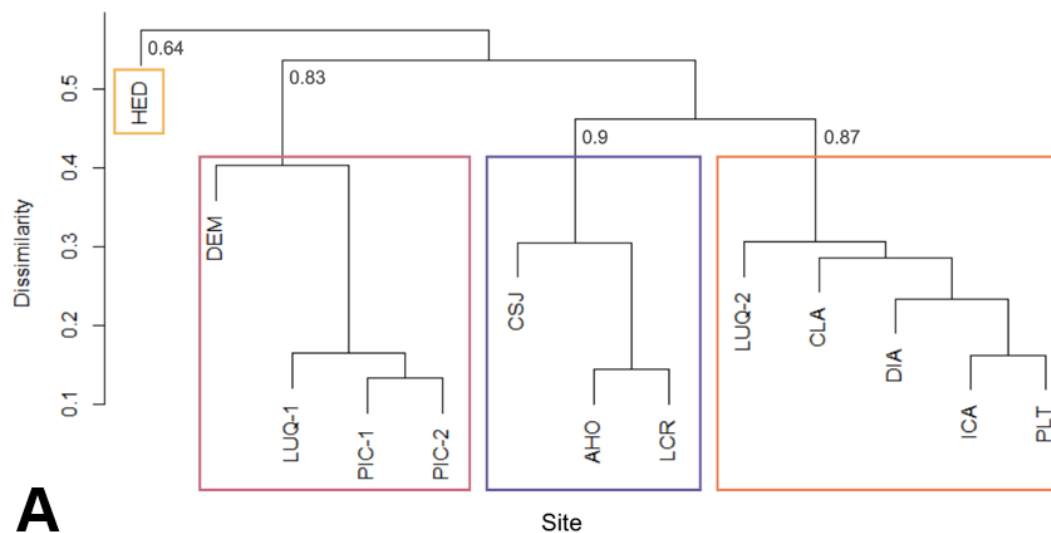 0.64
0.83
0.9
0.87
HED
DEM
LUQ-1
PIC-1
PIC-2
CSJ
AHO
LCR
LUQ-2
CLA
DIA
ICA
PLT
0.5
0.4
0.3
0.2
0.1
Dissimilarity
Site
A